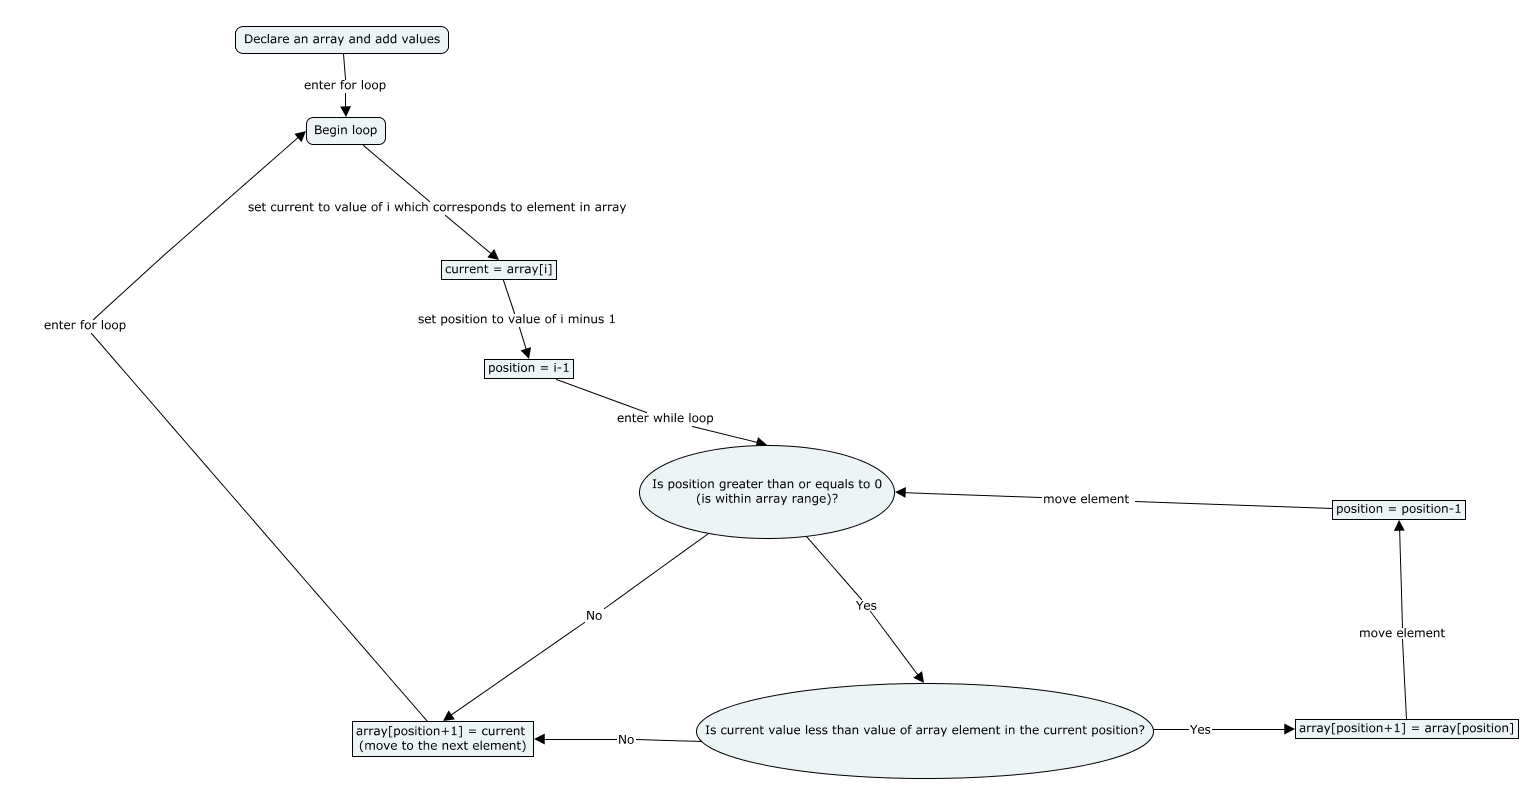 Declare an array and add values
enter for loop
Begin loop
set current to value of i which corresponds to element in array
current = array[i]
enter for loop
set position to value of i minus 1
position = i-1
enter while loop
Is position greater than or equals to 0
(is within array range)?
move element
position = position-1
No
Yes
move element
array[position+1] = current
(move to the next element)
No
Is current value less than value of array element in the current position?
Yes
array[position+1] = array[position]